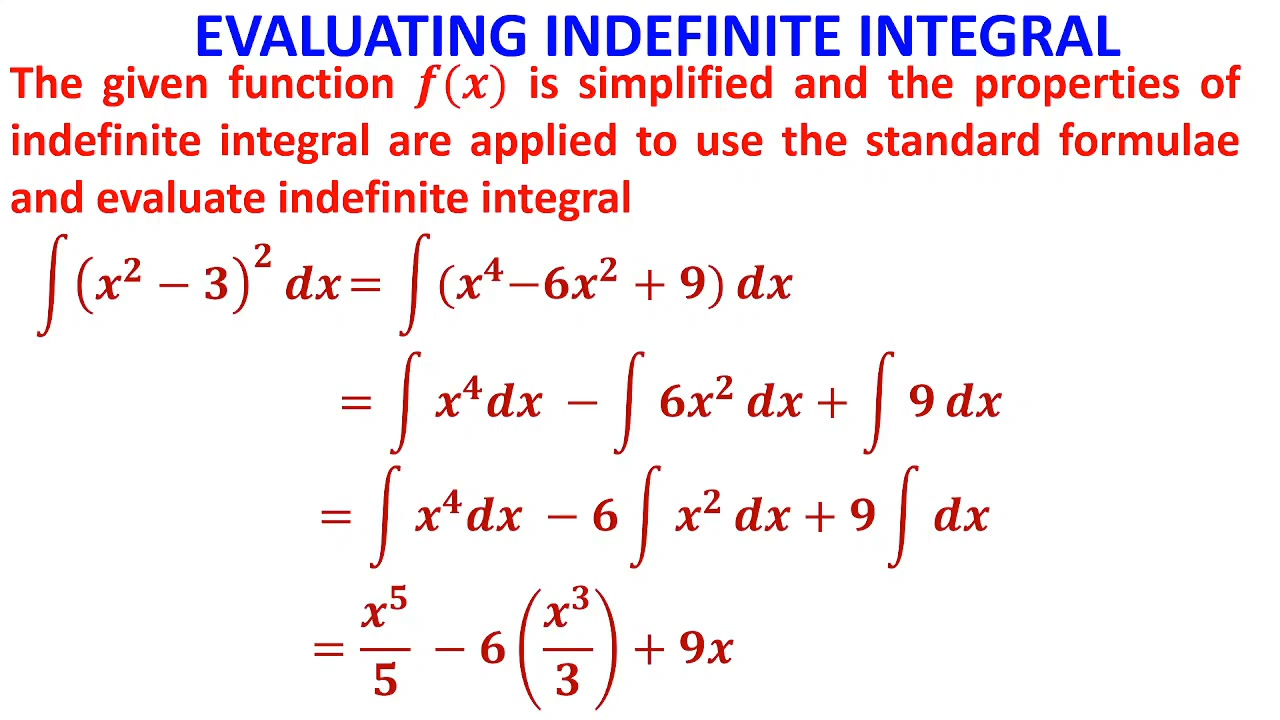 EVALUATING INDEFINITE INTEGRAL
The given function f(x) is simplified and the properties of
indefinite integral are applied to use the standard formulae
and evaluate indefinite integral
∫(x² − 3)² dx = ∫(x⁴−6x² + 9) dx
= ∫ x⁴dx − ∫ 6x² dx + ∫ 9 dx
= ∫ x⁴dx − 6 ∫ x² dx + 9 ∫ dx
= x⁵/5 − 6 (x³/3) + 9x